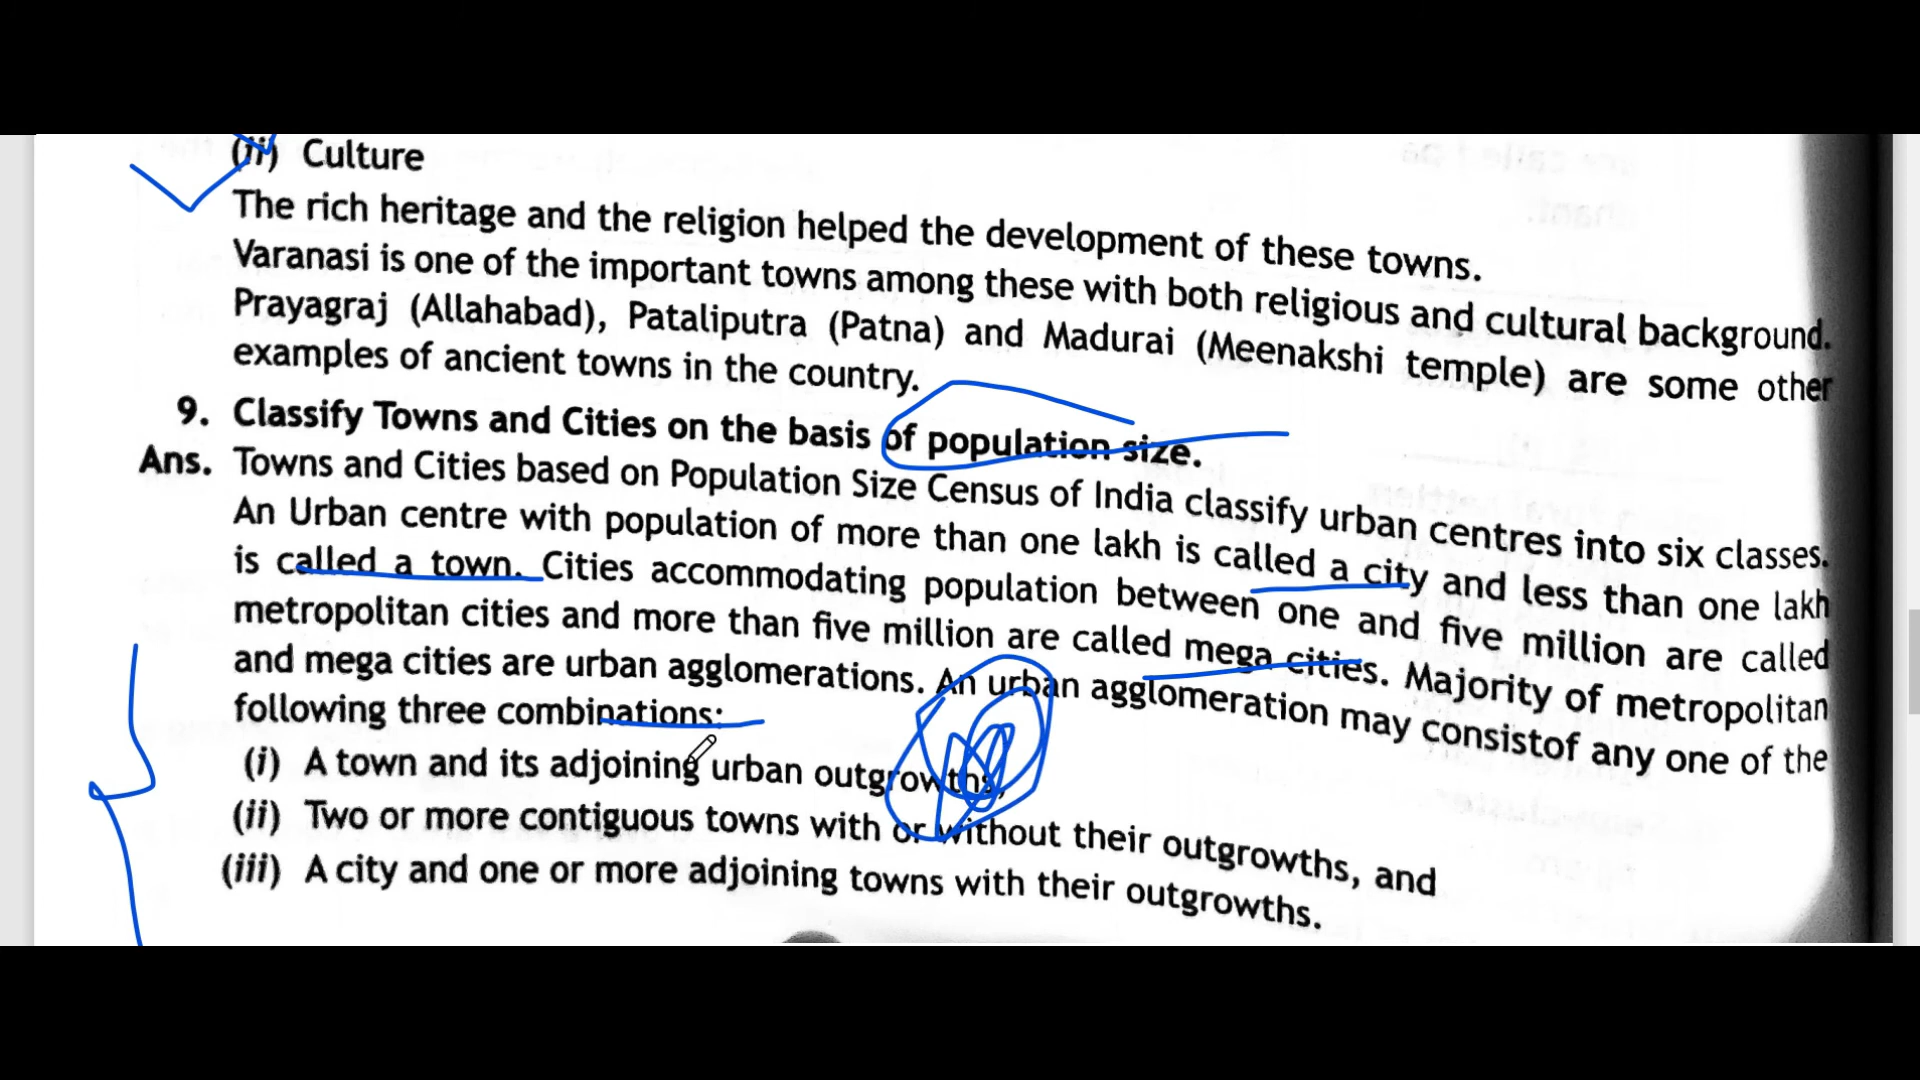 (ii) Culture
The rich heritage and the religion helped the development of these towns.
Varanasi is one of the important towns among these with both religious and cultural background.
Prayagraj (Allahabad), Pataliputra (Patna) and Madurai (Meenakshi temple) are some other
examples of ancient towns in the country.
9. Classify Towns and Cities on the basis of population size.
Ans. Towns and Cities based on Population Size Census of India classify urban centres into six classes.
An Urban centre with population of more than one lakh is called a city and less than one lakh
is called a town. Cities accommodating population between one and five million are called
metropolitan cities and more than five million are called mega cities. Majority of metropolitan
and mega cities are urban agglomerations. An urban agglomeration may consistof any one of the
following three combinations:
(i) A town and its adjoining urban outgrowths,
(ii) Two or more contiguous towns with or without their outgrowths, and
(iii) A city and one or more adjoining towns with their outgrowths.